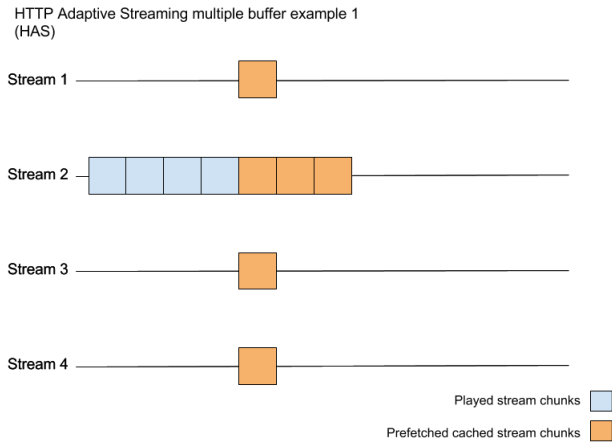 HTTP Adaptive Streaming multiple buffer example 1
(HAS)
Stream 1
Stream 2
Stream 3
Stream 4
Played stream chunks
Prefetched cached stream chunks